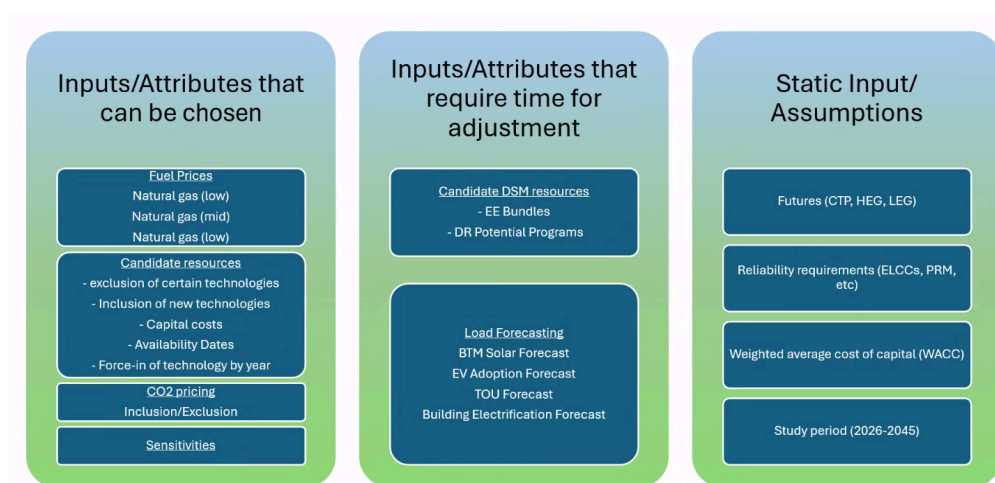 Inputs/Attributes that
can be chosen
Fuel Prices
Natural gas (low)
Natural gas (mid)
Natural gas (low)
Candidate resources
- exclusion of certain technologies
- Inclusion of new technologies
- Capital costs
- Availability Dates
- Force-in of technology by year
CO2 pricing
Inclusion/Exclusion
Sensitivities
Inputs/Attributes that
require time for
adjustment
Candidate DSM resources
- EE Bundles
- DR Potential Programs
Load Forecasting
BTM Solar Forecast
EV Adoption Forecast
TOU Forecast
Building Electrification Forecast
Static Input/
Assumptions
Futures (CTP, HEG, LEG)
Reliability requirements (ELCCs, PRM,
etc)
Weighted average cost of capital (WACC)
Study period (2026-2045)